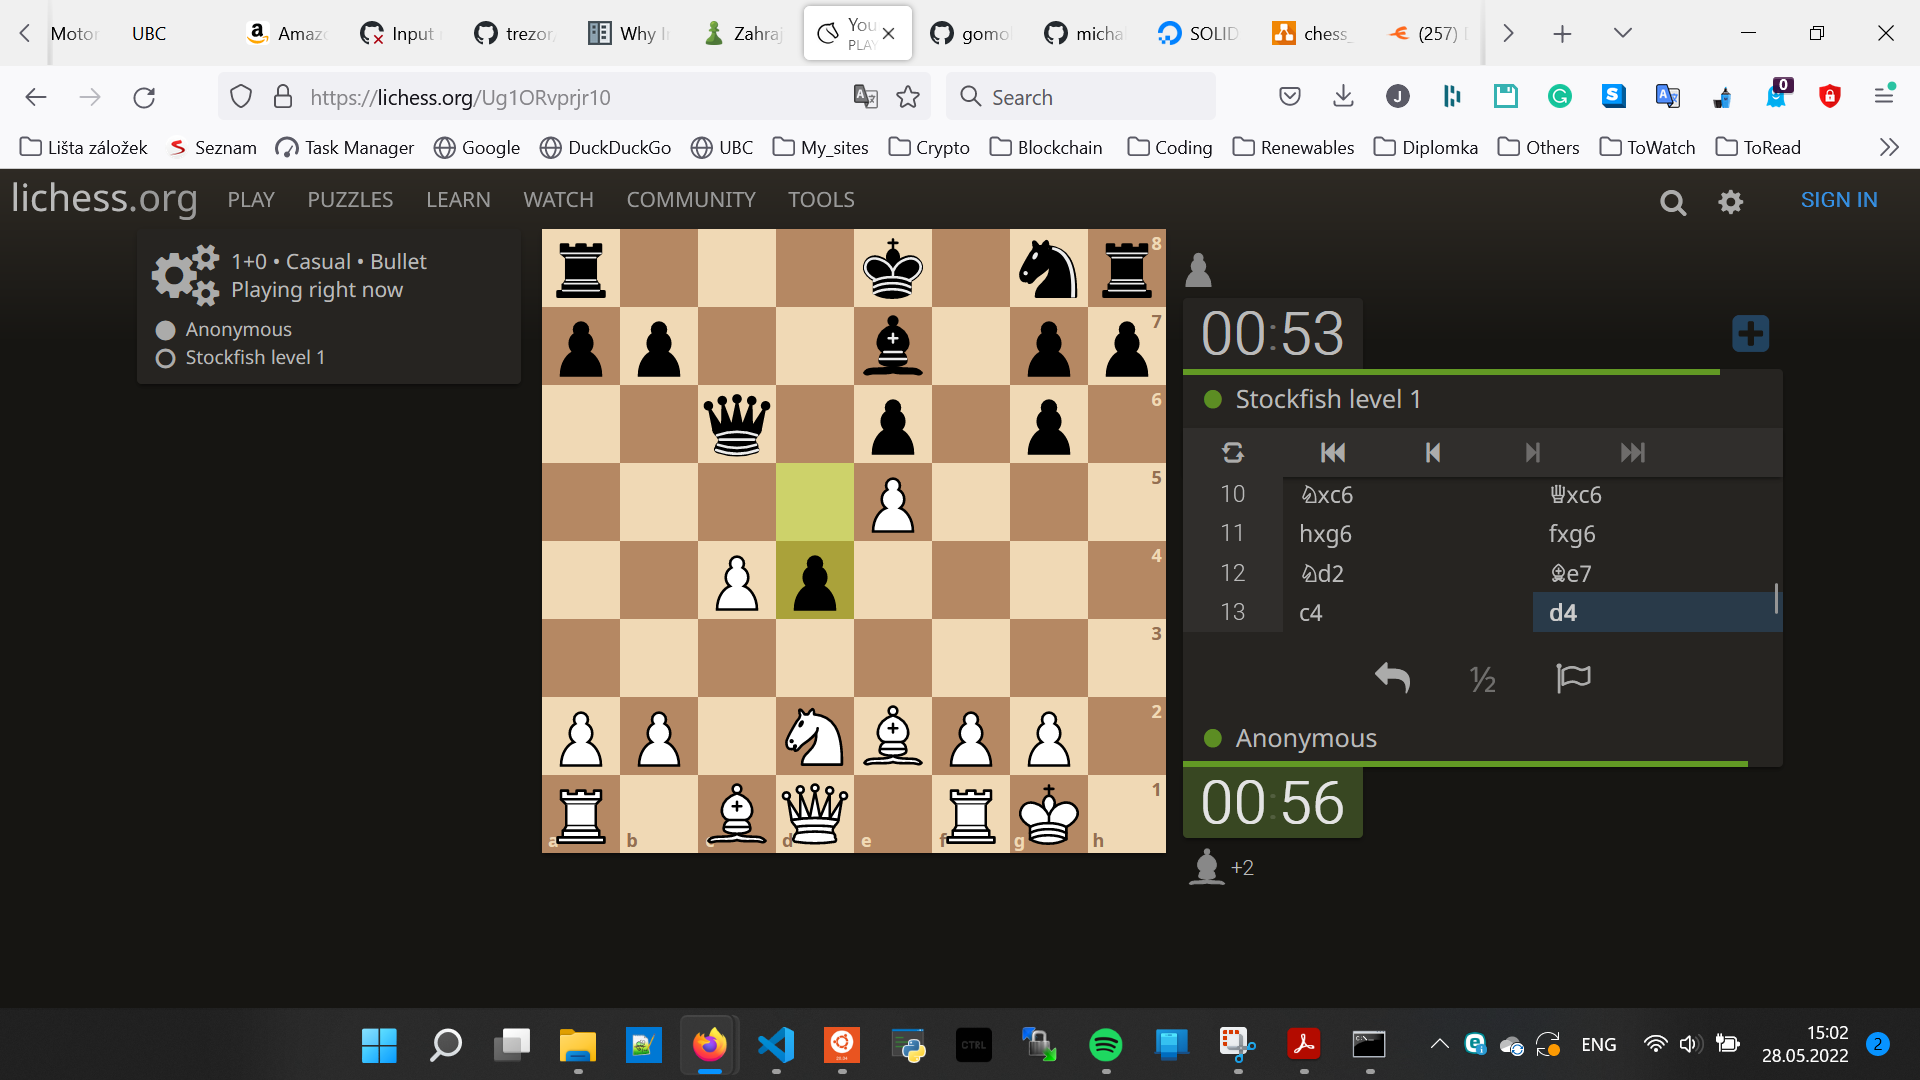 Motor
UBC
Amaz
Input
trezor
Why I
Zahraj
You
PLAY
gomo
micha
SOLID
chess_
(257)
https://lichess.org/Ug1ORvprjr10
Search
J
S
0
Lišta záložek
Seznam
Task Manager
Google
DuckDuckGo
UBC
My_sites
Crypto
Blockchain
Coding
Renewables
Diplomka
Others
ToWatch
ToRead
lichess.org
PLAY
PUZZLES
LEARN
WATCH
COMMUNITY
TOOLS
SIGN IN
1+0 • Casual • Bullet
Playing right now
Anonymous
Stockfish level 1
8
7
6
5
4
3
2
1
a
b
c
d
e
f
g
h
00:53
Stockfish level 1
10 ♘xc6 ♕xc6
11 hxg6 fxg6
12 ♘d2 ♗e7
13 c4 d4
½
Anonymous
00:56
+2
CTRL
ENG
15:02
28.05.2022
2